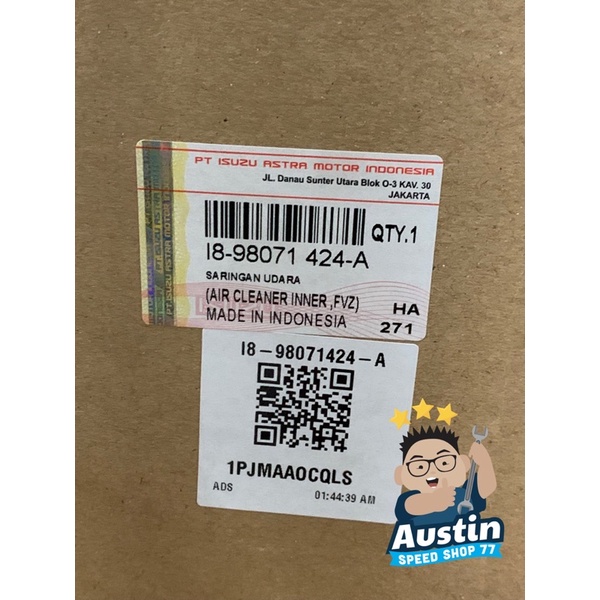 PT ISUZU ASTRA MOTOR INDONESIA
JL. Danau Sunter Utara Blok O-3 KAV. 30
JAKARTA
QTY.1
I8-98071 424-A
SARINGAN UDARA
(AIR CLEANER INNER ,FVZ)
HA
MADE IN INDONESIA
271
I8-98071424-A
1PJMAAOCQLS
ADS
01:44:39 AM
Austin
SPEED SHOP 77